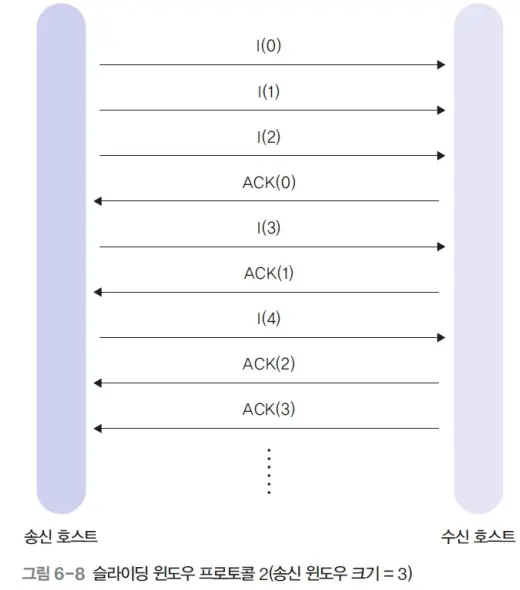 I(0)
I(1)
I(2)
ACK(0)
I(3)
ACK(1)
I(4)
ACK(2)
ACK(3)
송신 호스트
수신 호스트
그림 6-8 슬라이딩 윈도우 프로토콜 2(송신 윈도우 크기 = 3)